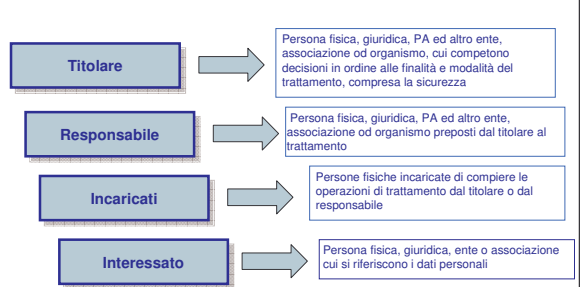 Titolare
Persona fisica, giuridica, PA ed altro ente,
associazione od organismo, cui competono
decisioni in ordine alle finalità e modalità del
trattamento, compresa la sicurezza
Responsabile
Persona fisica, giuridica, PA ed altro ente,
associazione od organismo preposti dal titolare al
trattamento
Incaricati
Persone fisiche incaricate di compiere le
operazioni di trattamento dal titolare o dal
responsabile
Interessato
Persona fisica, giuridica, ente o associazione
cui si riferiscono i dati personali